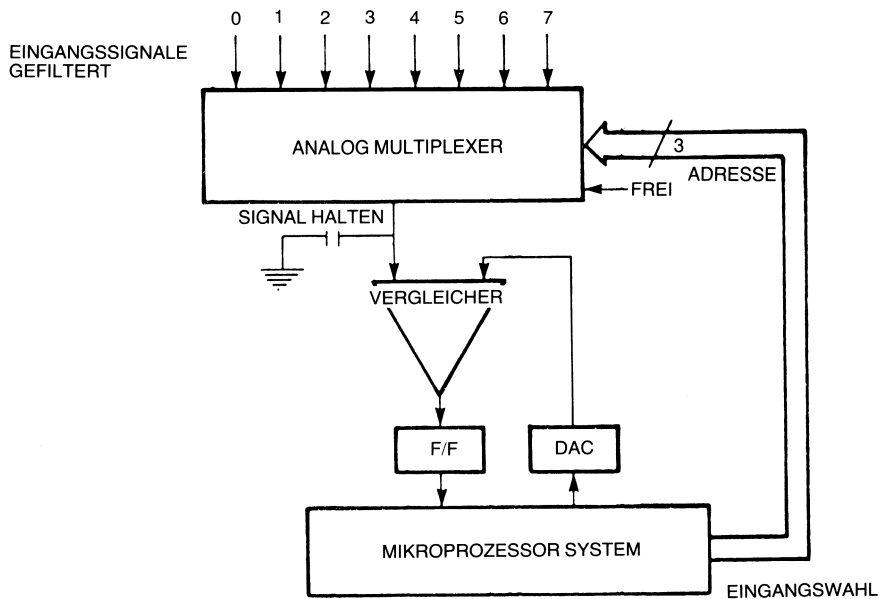 0 1 2 3 4 5 6 7
EINGANGSSIGNALE
GEFILTERT
ANALOG MULTIPLEXER
3
ADRESSE
FREI
SIGNAL HALTEN
VERGLEICHER
F/F
DAC
MIKROPROZESSOR SYSTEM
EINGANGSWAHL